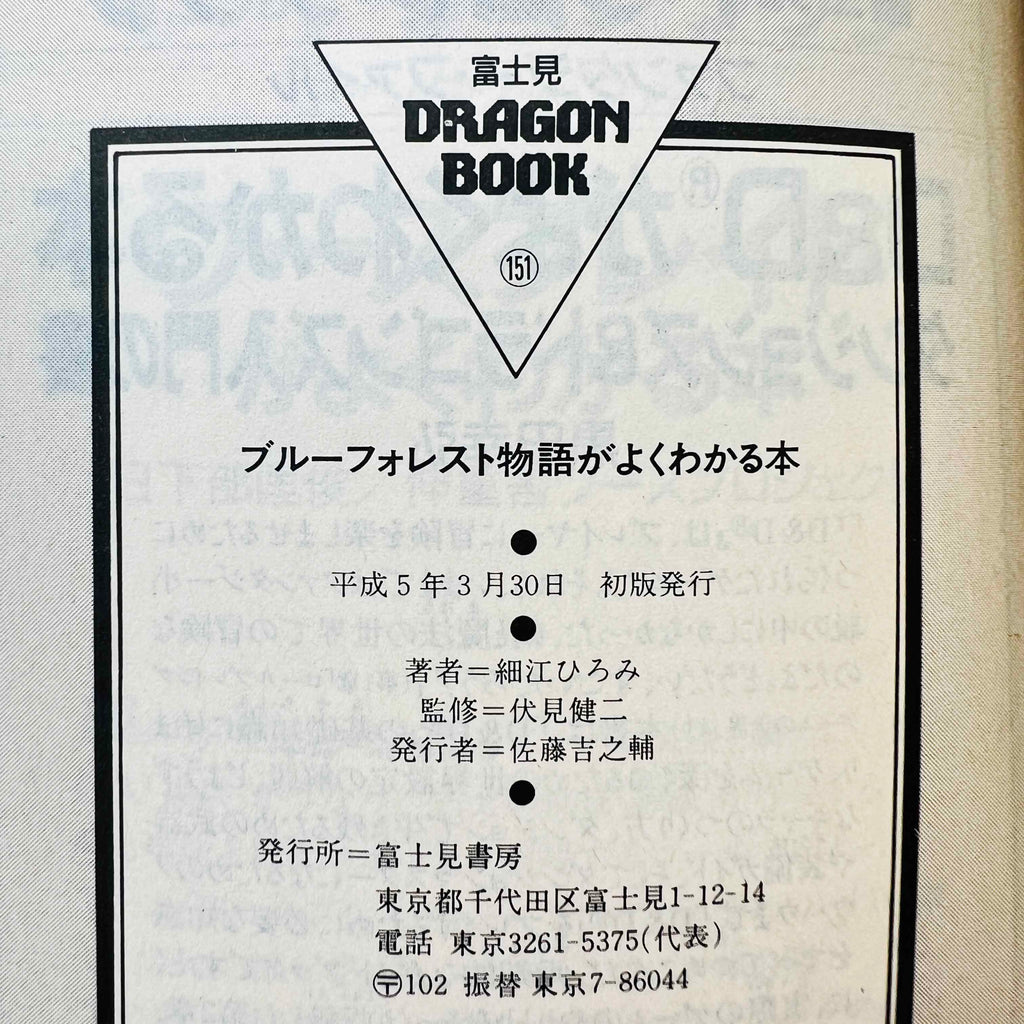 富士見
DRAGON
BOOK
151
ブルーフォレスト物語がよくわかる本
●
平成5年3月30日　初版発行
●
著者＝細江ひろみ
監修＝伏見健二
発行者＝佐藤吉之輔
●
発行所＝富士見書房
東京都千代田区富士見1-12-14
電話 東京3261-5375(代表)
〒102 振替 東京7-86044